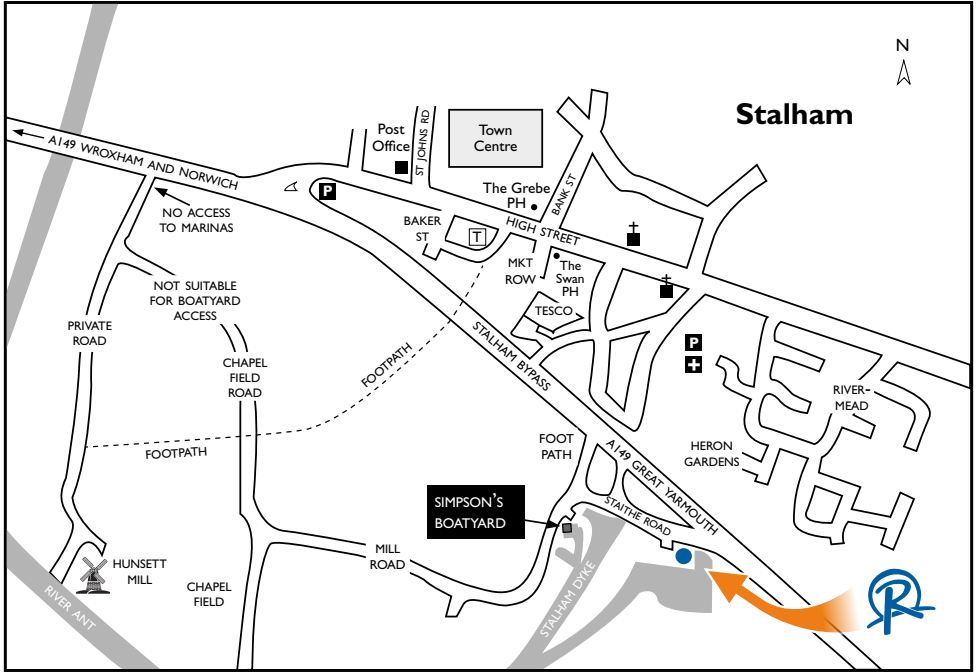 N
Stalham
Post
Office
ST JOHNS RD
Town
Centre
A149 WROXHAM AND NORWICH
P
The Grebe
PH
BANK ST
NO ACCESS
TO MARINAS
BAKER
ST
T
HIGH STREET
MKT
ROW
The
Swan
PH
NOT SUITABLE
FOR BOATYARD
ACCESS
TESCO
PRIVATE
ROAD
STALHAM BYPASS
P
CHAPEL
FIELD
ROAD
FOOTPATH
RIVER-
MEAD
FOOTPATH
FOOT
PATH
A149 GREAT YARMOUTH
HERON
GARDENS
SIMPSON'S
BOATYARD
STAITHE ROAD
HUNSETT
MILL
MILL
ROAD
CHAPEL
FIELD
RIVER ANT
STALHAM DYKE
R